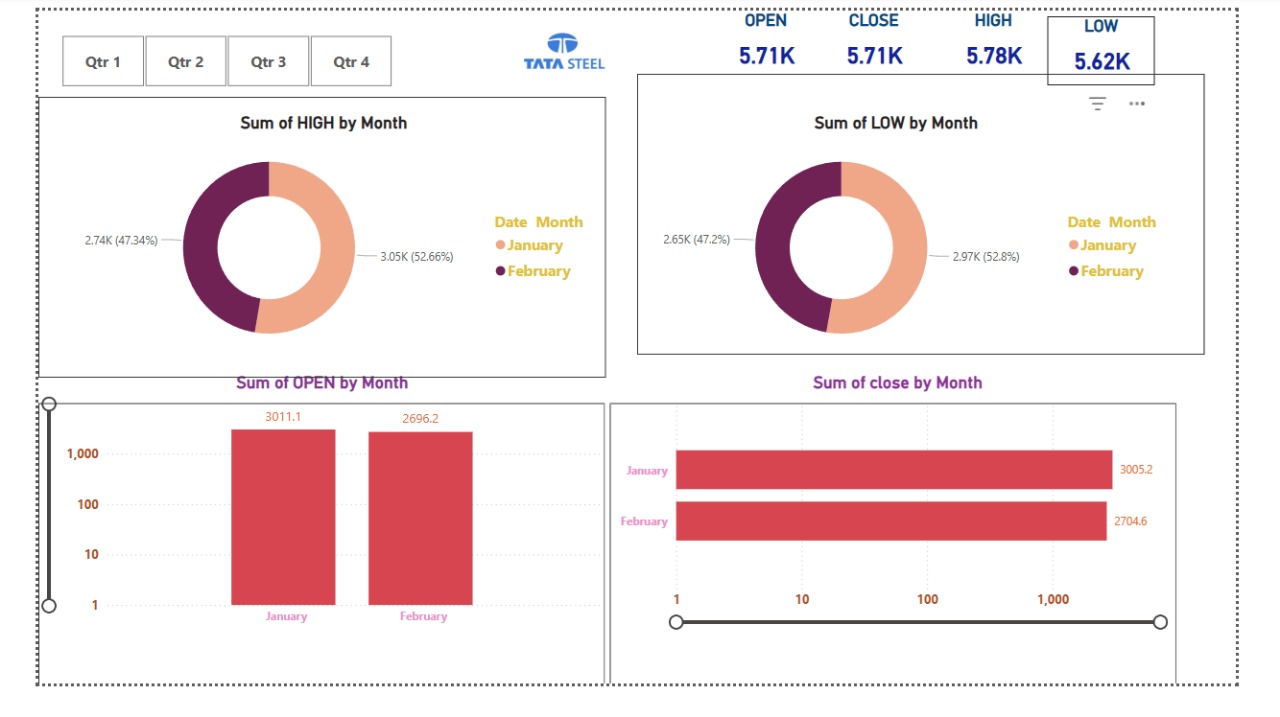 Qtr 1 Qtr 2 Qtr 3 Qtr 4
TATA STEEL
OPEN CLOSE HIGH LOW
5.71K 5.71K 5.78K 5.62K
Sum of HIGH by Month
2.74K (47.34%)
3.05K (52.66%)
Date Month
January
February
Sum of LOW by Month
2.65K (47.2%)
2.97K (52.8%)
Date Month
January
February
Sum of OPEN by Month
3011.1 2696.2
1,000
100
10
1
January February
Sum of close by Month
January 3005.2
February 2704.6
1 10 100 1,000